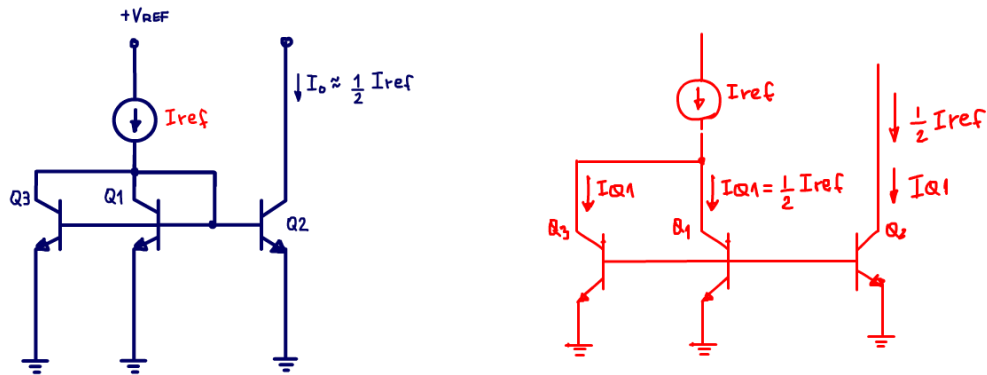 +VREF
Iref
Io ≈ 1/2 Iref
Q3
Q1
Q2
Iref
1/2 Iref
IQ1
IQ1 = 1/2 Iref
IQ1
Q3
Q1
Q2